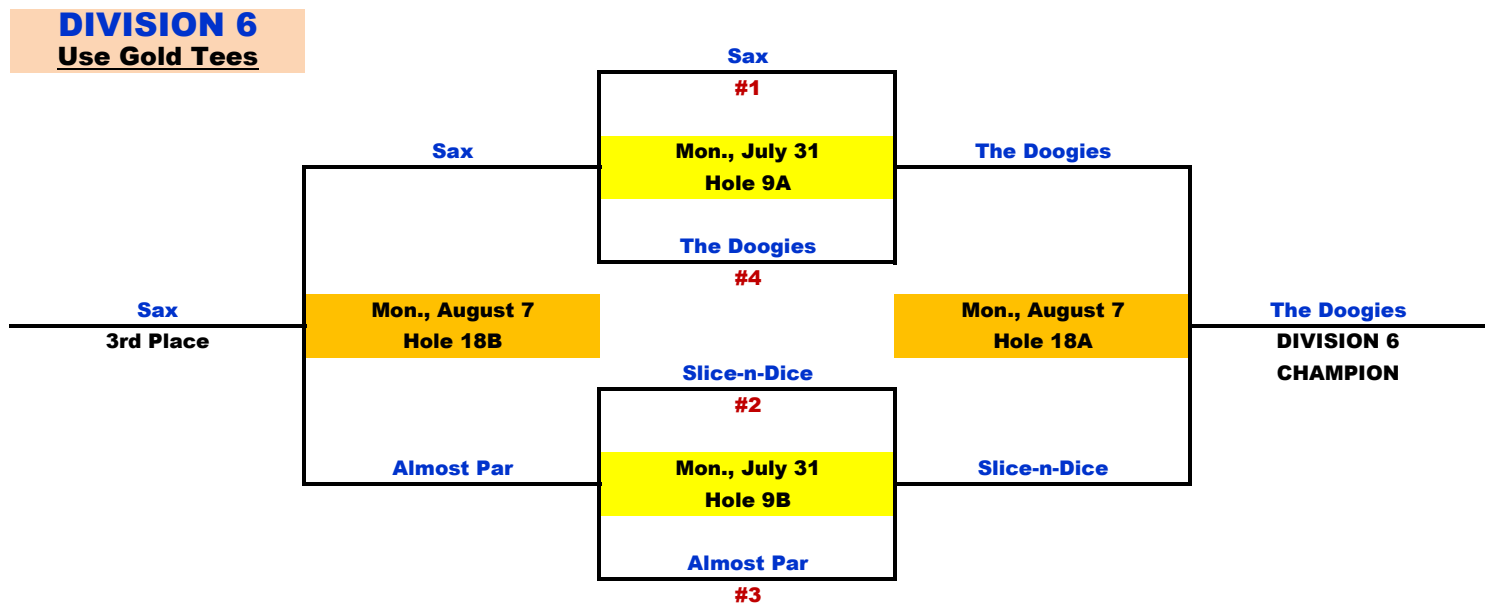 DIVISION 6
Use Gold Tees
Sax
#1
Sax
Mon., July 31
Hole 9A
The Doogies
The Doogies
#4
Sax
3rd Place
Mon., August 7
Hole 18B
Mon., August 7
Hole 18A
The Doogies
DIVISION 6
CHAMPION
Slice-n-Dice
#2
Almost Par
Mon., July 31
Hole 9B
Slice-n-Dice
Almost Par
#3